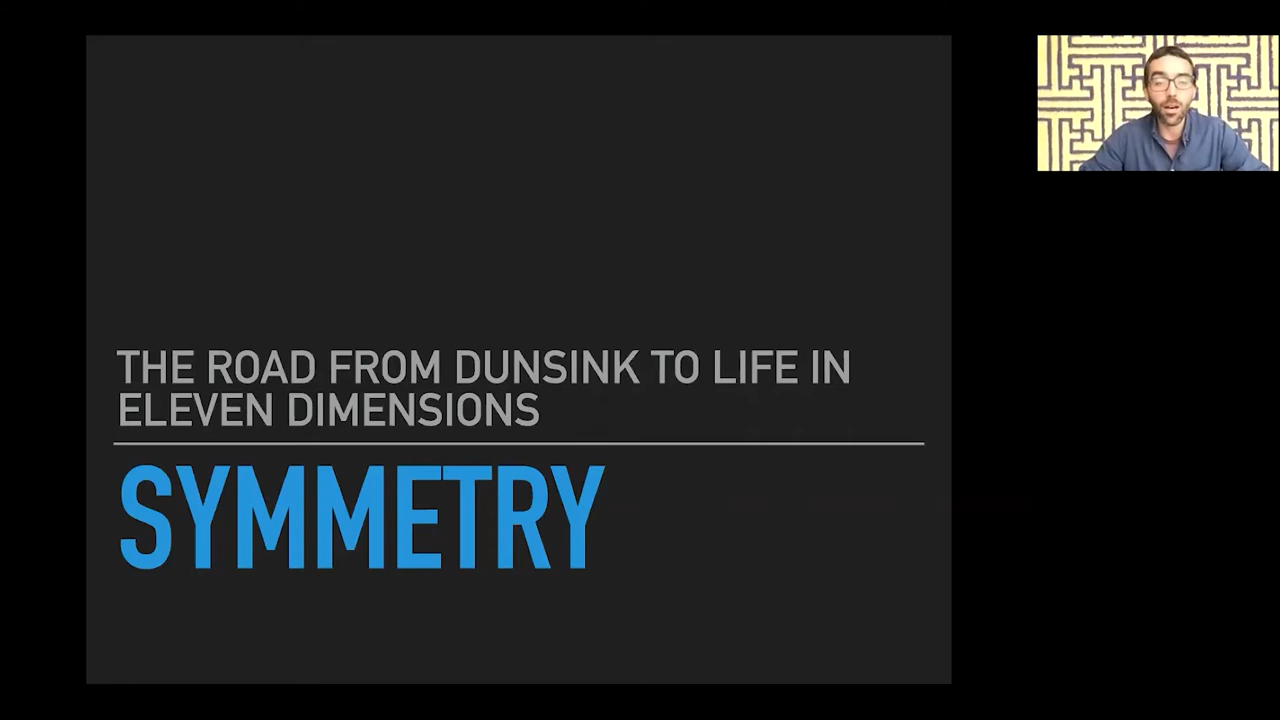 THE ROAD FROM DUNSINK TO LIFE IN
ELEVEN DIMENSIONS
SYMMETRY